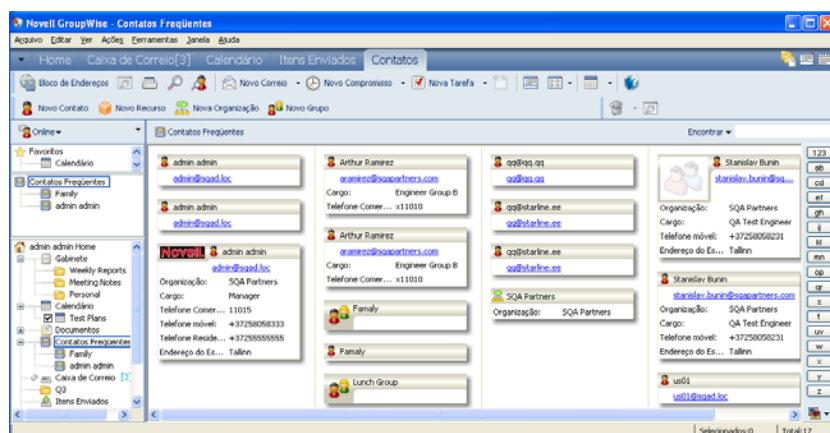 Novell GroupWise - Contatos Freqüentes
Arquivo Editar Ver Ações Ferramentas Janela Ajuda
Home Caixa de Correio[3] Calendário Itens Enviados Contatos
Bloco de Endereços Novo Correio Novo Compromisso Nova Tarefa
Novo Contato Novo Recurso Nova Organização Novo Grupo
Online
Contatos Freqüentes
Encontrar
Favoritos
Calendário
Contatos Freqüentes
Family
admin admin
admin admin Home
Gabinete
Weekly Reports
Meeting Notes
Personal
Calendário
Test Plans
Documentos
Contatos Freqüentes
Family
admin admin
Caixa de Correio [3]
Q3
Itens Enviados
admin admin
admin@sqad.loc
admin admin
admin@sqad.loc
Novell. admin admin
admin@sqad.loc
Organização: SQA Partners
Cargo: Manager
Telefone Comer... 11015
Telefone móvel: +37258058333
Telefone Reside... +37255555555
Endereço do Es... Tallinn
Arthur Ramirez
aramirez@sqapartners.com
Cargo: Engineer Group B
Telefone Comer... x11010
Arthur Ramirez
aramirez@sqapartners.com
Cargo: Engineer Group B
Telefone Comer... x11010
Famaly
Famaly
Lunch Group
qq@qq.qq
qq@qq.qq
qq@starline.ee
qq@starline.ee
qq@starline.ee
qq@starline.ee
SQA Partners
Organização: SQA Partners
Stanislav Bunin
stanislav.bunin@sq...
Organização: SQA Partners
Cargo: QA Test Engineer
Telefone móvel: +37258058231
Endereço do Es... Tallinn
Stanislav Bunin
stanislav.bunin@sqapartners.com
Organização: SQA Partners
Cargo: QA Test Engineer
Telefone móvel: +37258058231
Endereço do Es... Tallinn
us01
us01@sqad.loc
123
ab
cd
ef
gh
ij
kl
mn
op
qr
s
t
uv
w
x
y
z
Selecionados:0 Total:17